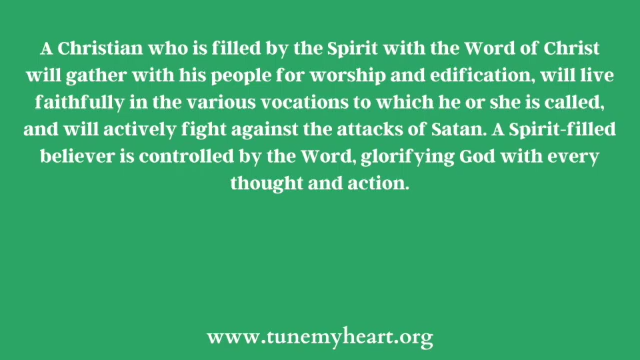 A Christian who is filled by the Spirit with the Word of Christ
will gather with his people for worship and edification, will live
faithfully in the various vocations to which he or she is called,
and will actively fight against the attacks of Satan. A Spirit-filled
believer is controlled by the Word, glorifying God with every
thought and action.
www.tunemyheart.org